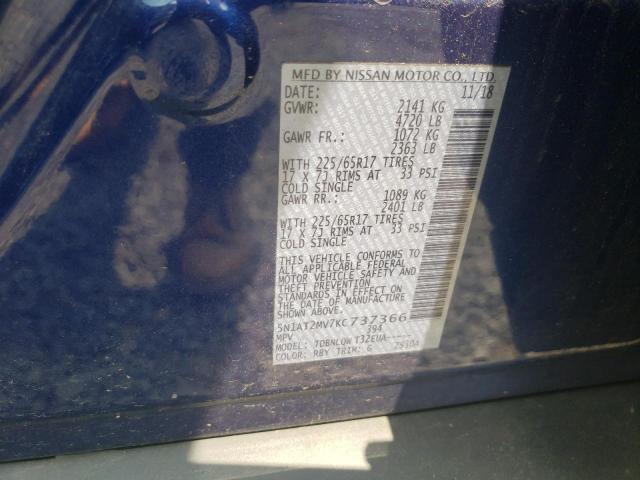 MFD BY NISSAN MOTOR CO., LTD.
DATE: 11/18
GVWR: 2141 KG
4720 LB
GAWR FR.: 1072 KG
2363 LB
WITH 225/65R17 TIRES
17 X 7J RIMS AT 33 PSI
COLD SINGLE
GAWR RR.: 1089 KG
2401 LB
WITH 225/65R17 TIRES
17 X 7J RIMS AT 33 PSI
COLD SINGLE
THIS VEHICLE CONFORMS TO
ALL APPLICABLE FEDERAL
MOTOR VEHICLE SAFETY AND
THEFT PREVENTION
STANDARDS IN EFFECT ON
THE DATE OF MANUFACTURE
SHOWN ABOVE.
5N1AT2MV7KC737366
MPV 394
MODEL: TDBNLQW T32EUA-----
COLOR: RBY TRIM: G